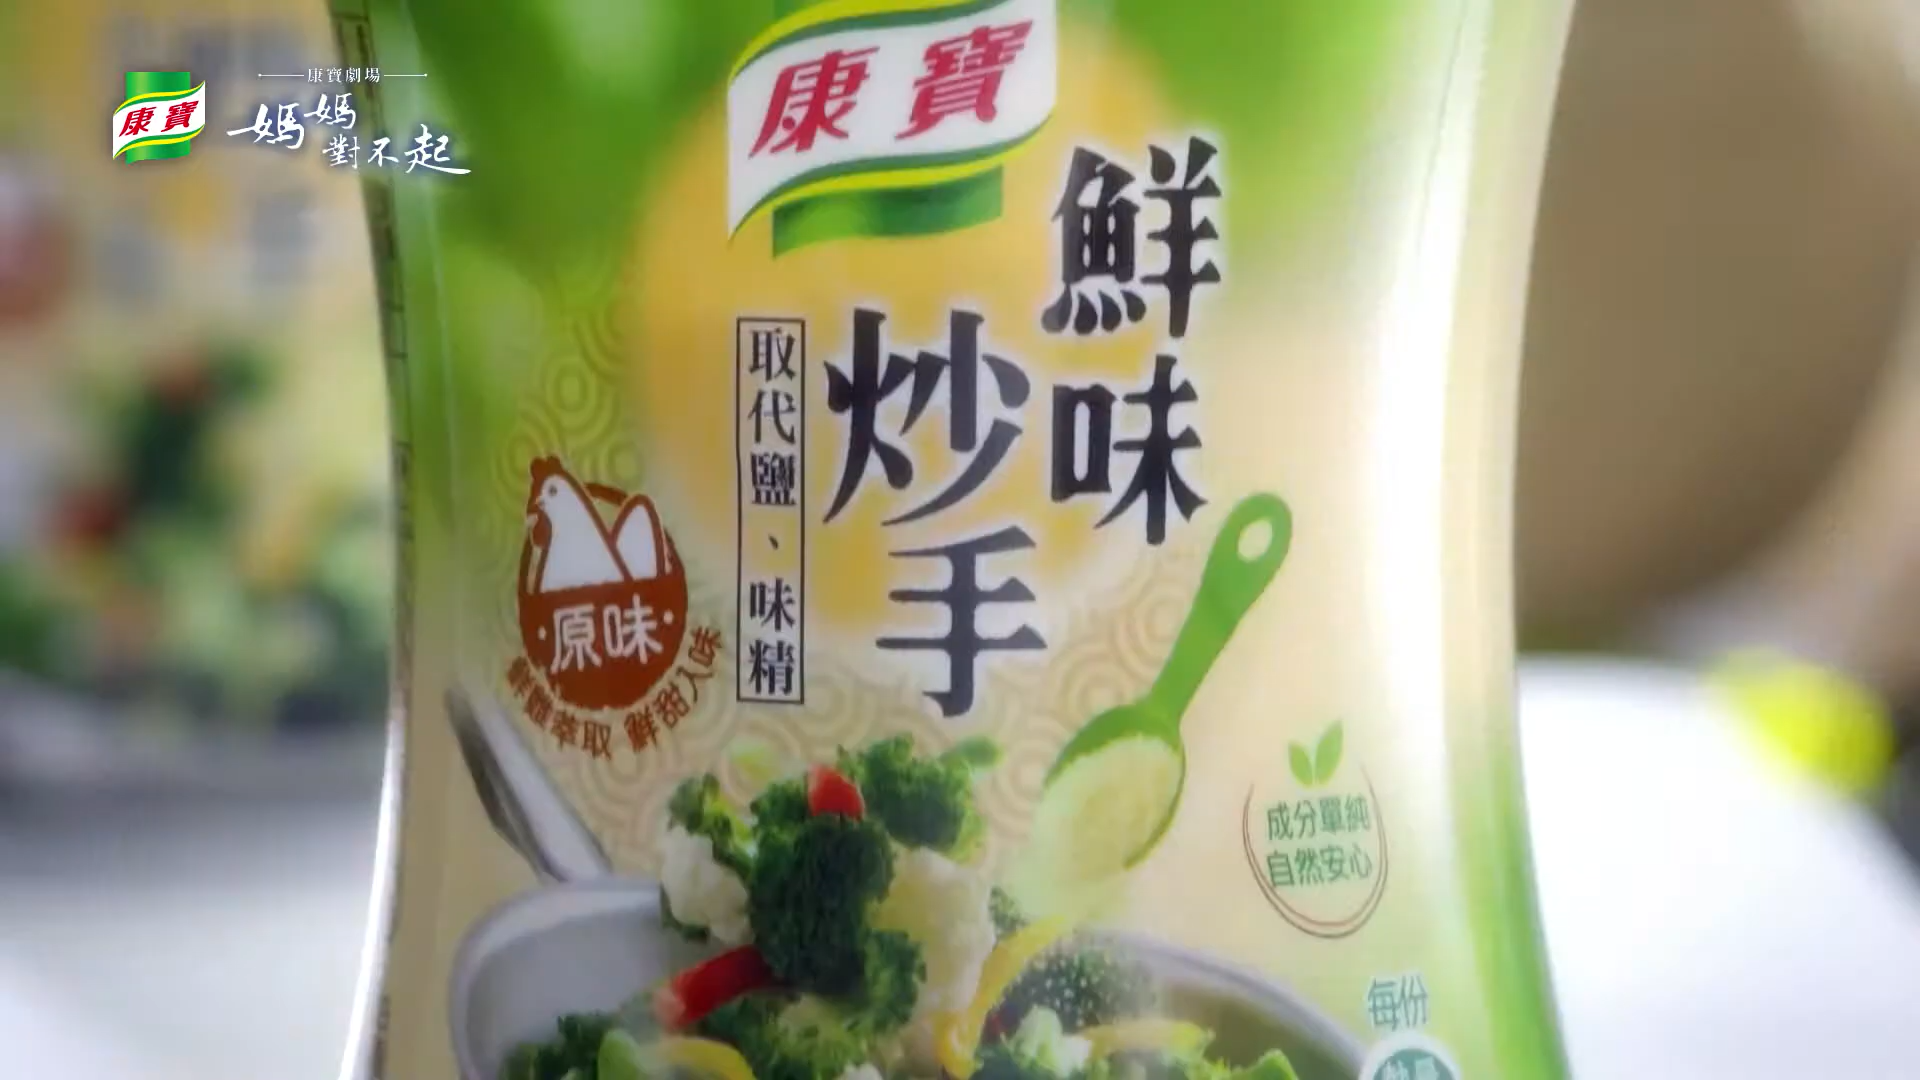 康寶
康寶劇場
媽媽
對不起
康寶
鮮味
炒手
取代鹽、味精
原味
鮮雞萃取 鮮甜入味
成分單純
自然安心
每份